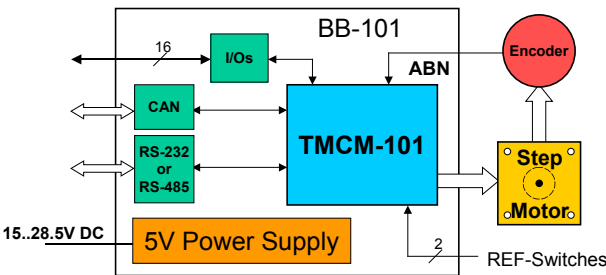 BB-101
16
I/Os
Encoder
ABN
CAN
TMCM-101
RS-232
or
RS-485
Step
Motor
15..28.5V DC
5V Power Supply
2
REF-Switches